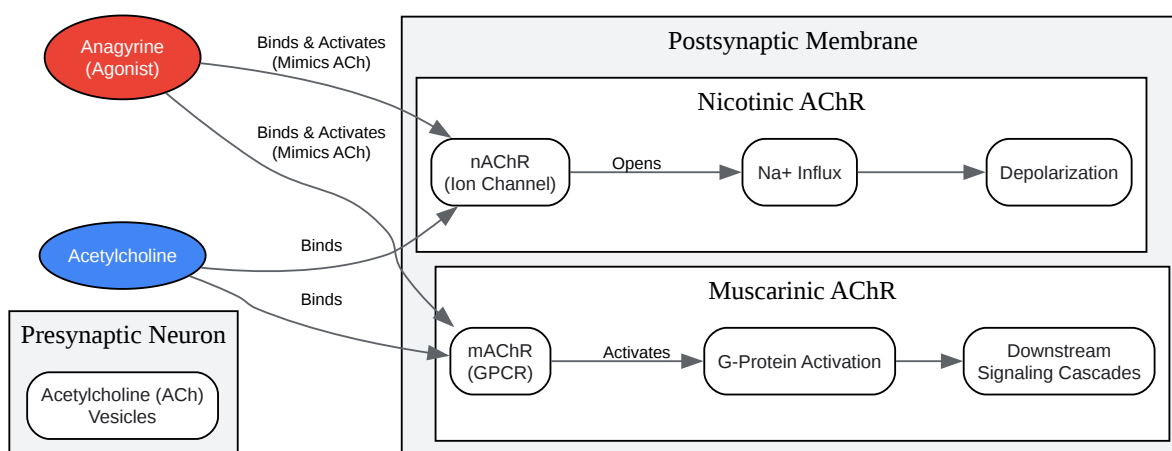 Anagyrine
(Agonist)
Binds & Activates
(Mimics ACh)
Binds & Activates
(Mimics ACh)
Acetylcholine
Binds
Binds
Presynaptic Neuron
Acetylcholine (ACh)
Vesicles
Postsynaptic Membrane
Nicotinic AChR
nAChR
(Ion Channel)
Opens
Na+ Influx
Depolarization
Muscarinic AChR
mAChR
(GPCR)
Activates
G-Protein Activation
Downstream
Signaling Cascades